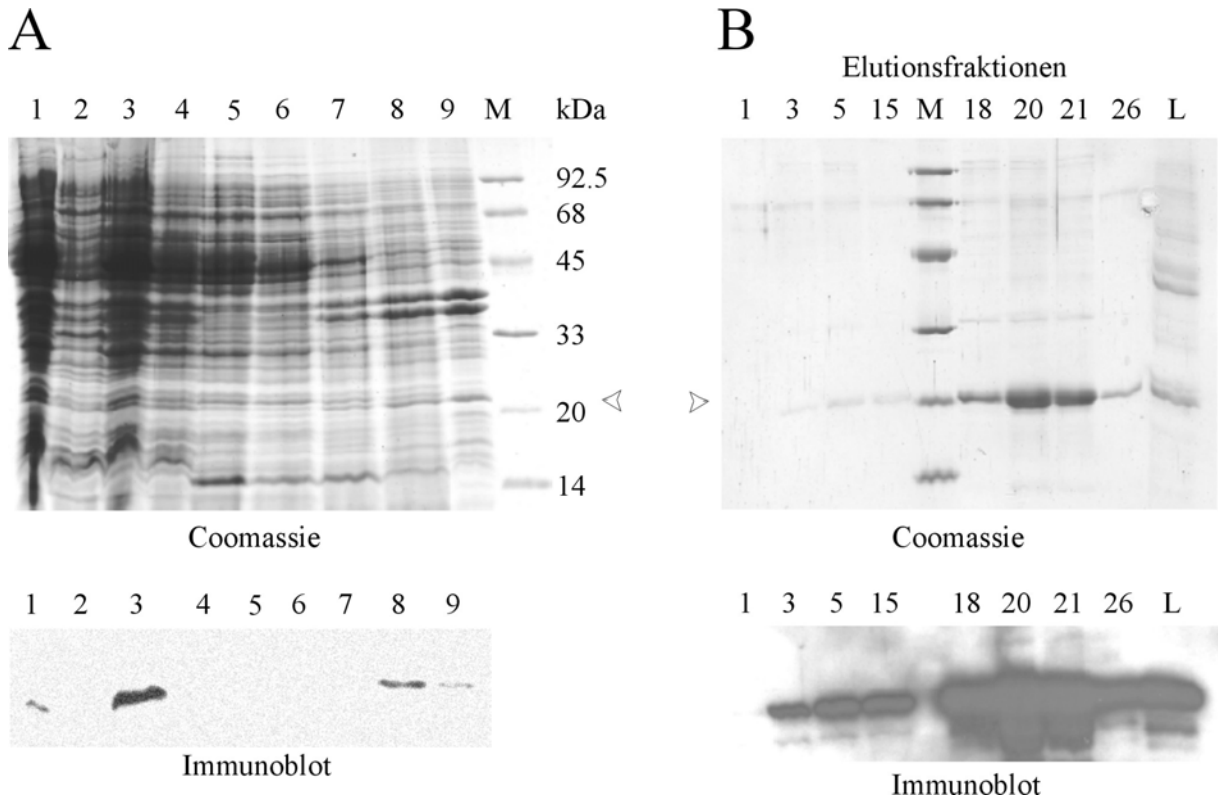 A
B
Elutionsfraktionen
1 2 3 4 5 6 7 8 9 M kDa
1 3 5 15 M 18 20 21 26 L
92.5
68
45
33
20
14
Coomassie
Coomassie
1 2 3 4 5 6 7 8 9
1 3 5 15 18 20 21 26 L
Immunoblot
Immunoblot